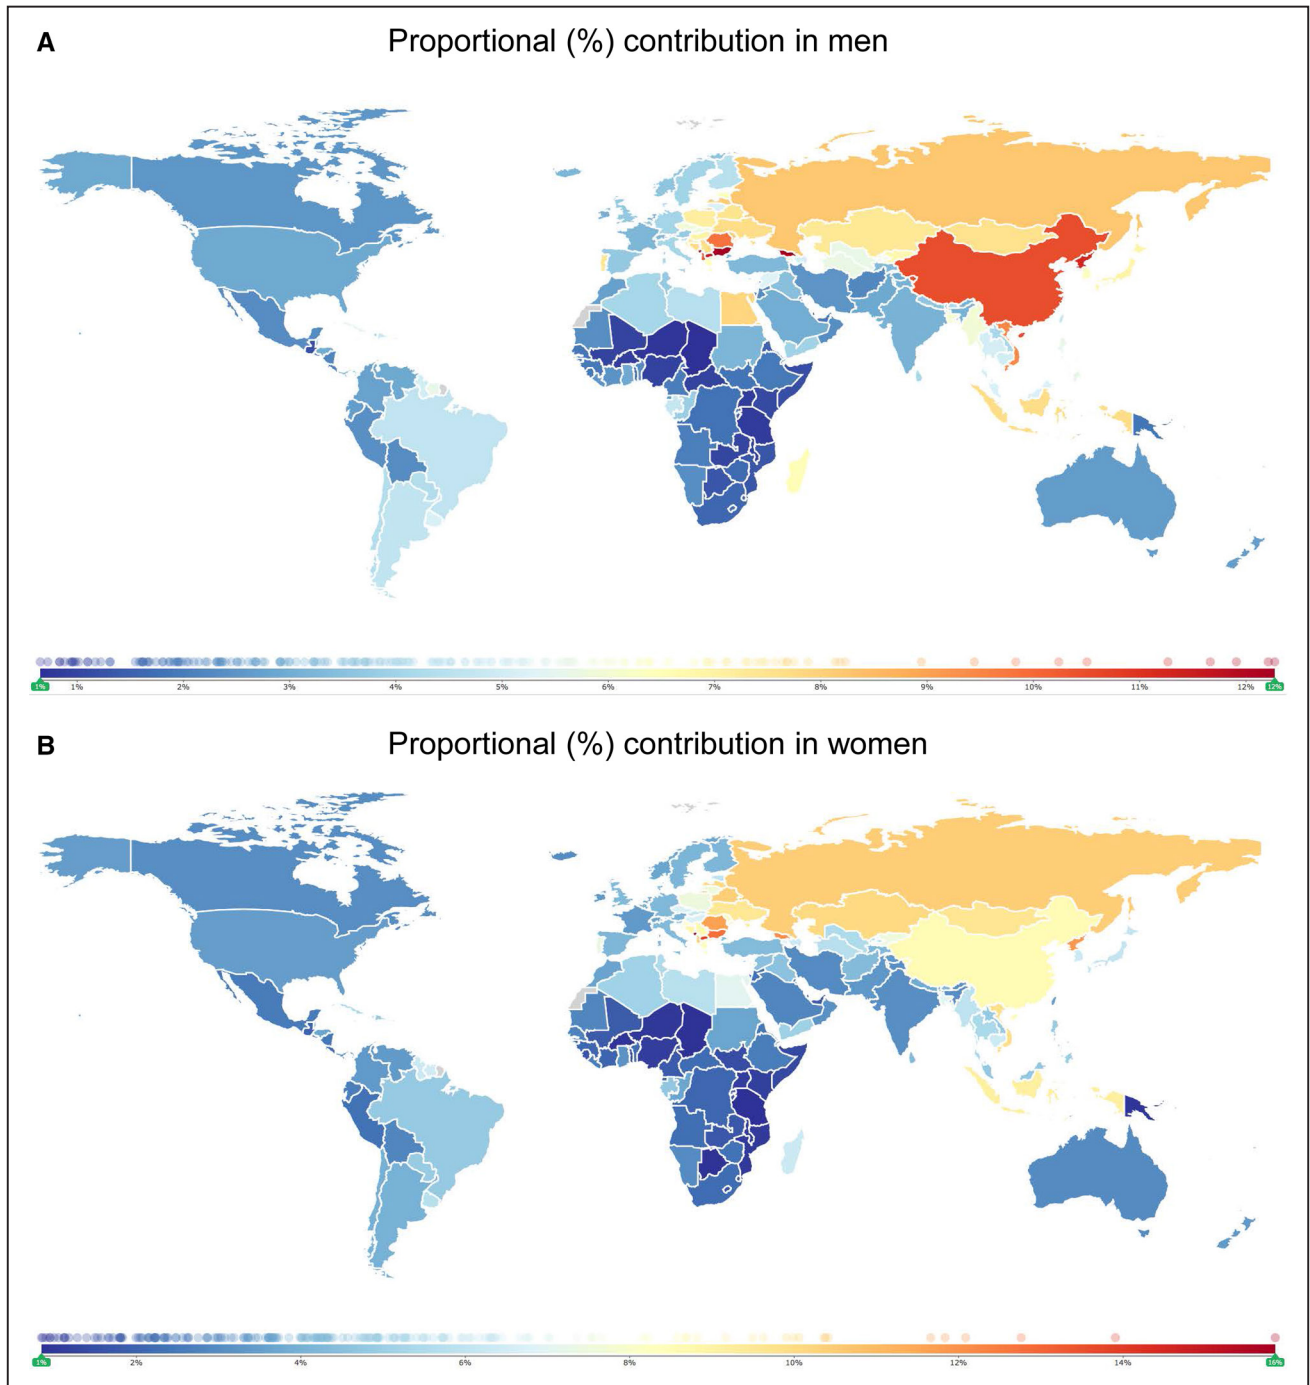 A
Proportional (%) contribution in men
1% 1% 2% 3% 4% 5% 6% 7% 8% 9% 10% 11% 12% 12%
B
Proportional (%) contribution in women
1% 2% 4% 6% 8% 10% 12% 14% 16%